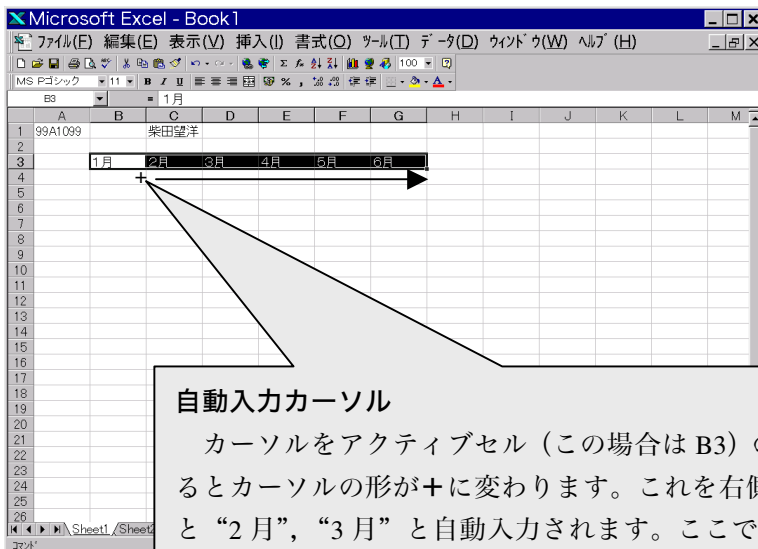 Microsoft Excel - Book1
ファイル(F) 編集(E) 表示(V) 挿入(I) 書式(O) ツール(T) データ(D) ウィンドウ(W) ヘルプ(H)
100
MS Pゴシック 11 B I U % ,
B3 = 1月
A B C D E F G H I J K L M
1 99A1099 柴田望洋
2
3 1月 2月 3月 4月 5月 6月
4
5
6
7
8
9
10
11
12
13
14
15
16
17
18
19
20
21
22
23
24
25
26
自動入力カーソル
カーソルをアクティブセル（この場合は B3）の
るとカーソルの形が+に変わります。これを右側
と“2 月”，“3 月”と自動入力されます。ここで
Sheet1 Sheet2
コマンド